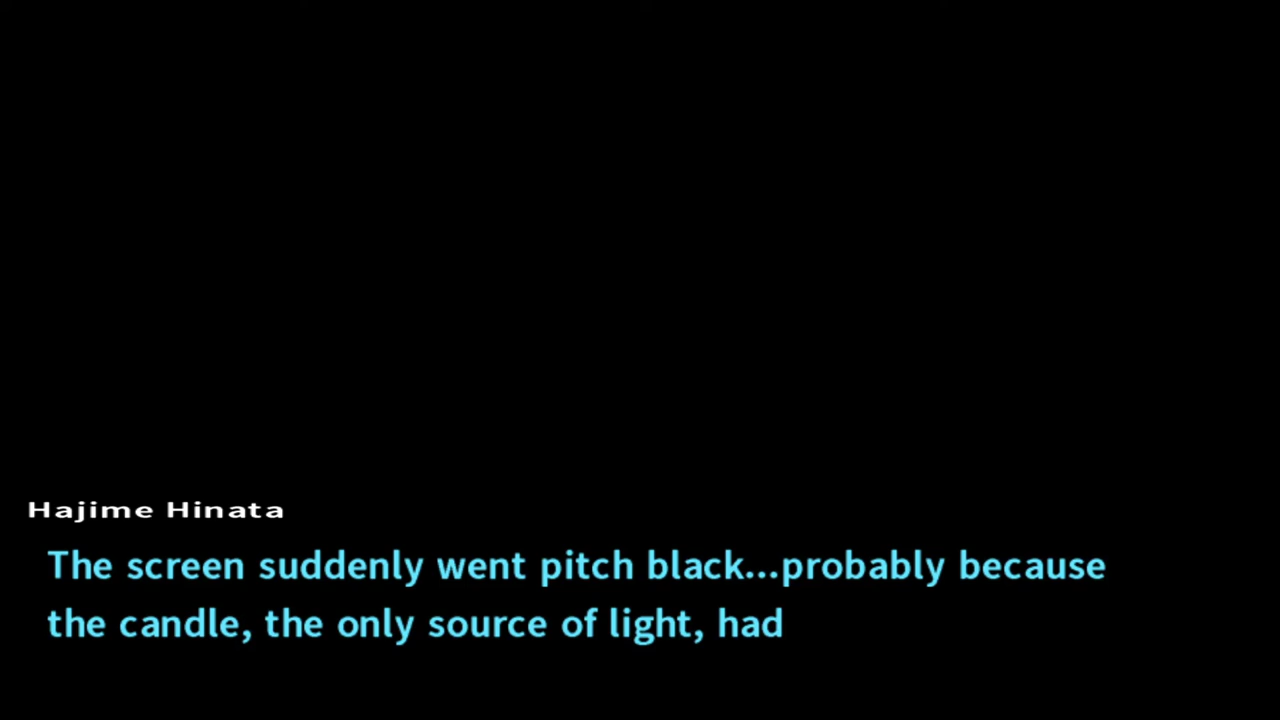 Hajime Hinata
The screen suddenly went pitch black...probably because
the candle, the only source of light, had